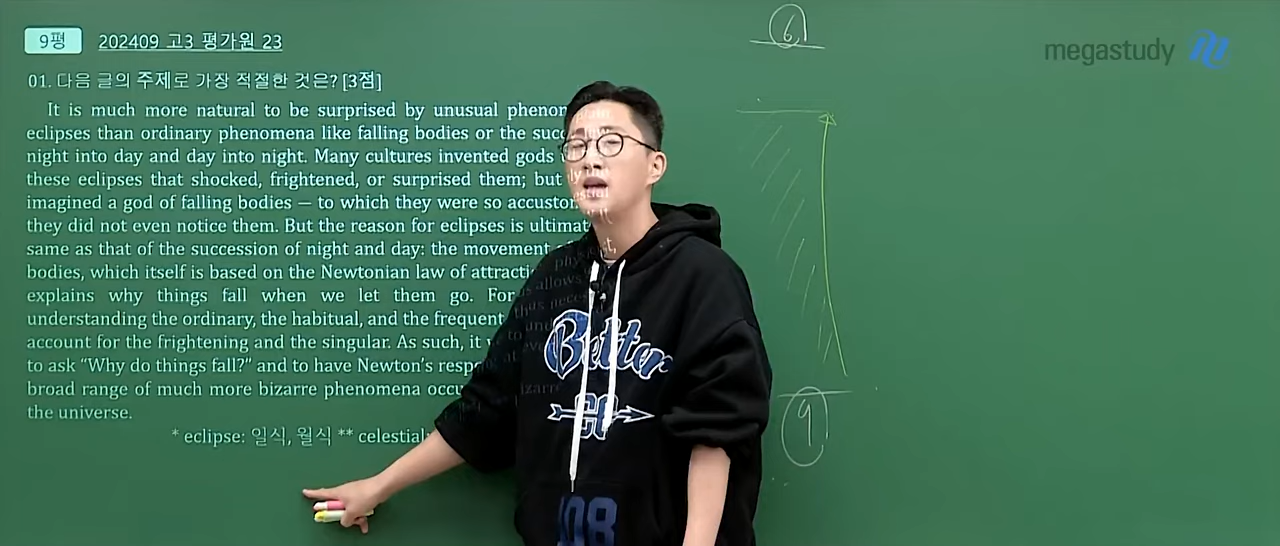 9평 202409 고3 평가원 23
megastudy
6
01. 다음 글의 주제로 가장 적절한 것은? [3점]
It is much more natural to be surprised by unusual phenom
eclipses than ordinary phenomena like falling bodies or the succ
night into day and day into night. Many cultures invented gods
these eclipses that shocked, frightened, or surprised them; but
imagined a god of falling bodies — to which they were so accustom
they did not even notice them. But the reason for eclipses is ultimat
same as that of the succession of night and day: the movement of
bodies, which itself is based on the Newtonian law of attracti
explains why things fall when we let them go. For
understanding the ordinary, the habitual, and the frequent
account for the frightening and the singular. As such, it w
to ask “Why do things fall?” and to have Newton’s resp
broad range of much more bizarre phenomena occu
the universe.
* eclipse: 일식, 월식 ** celestial:
Better
CO
08
9